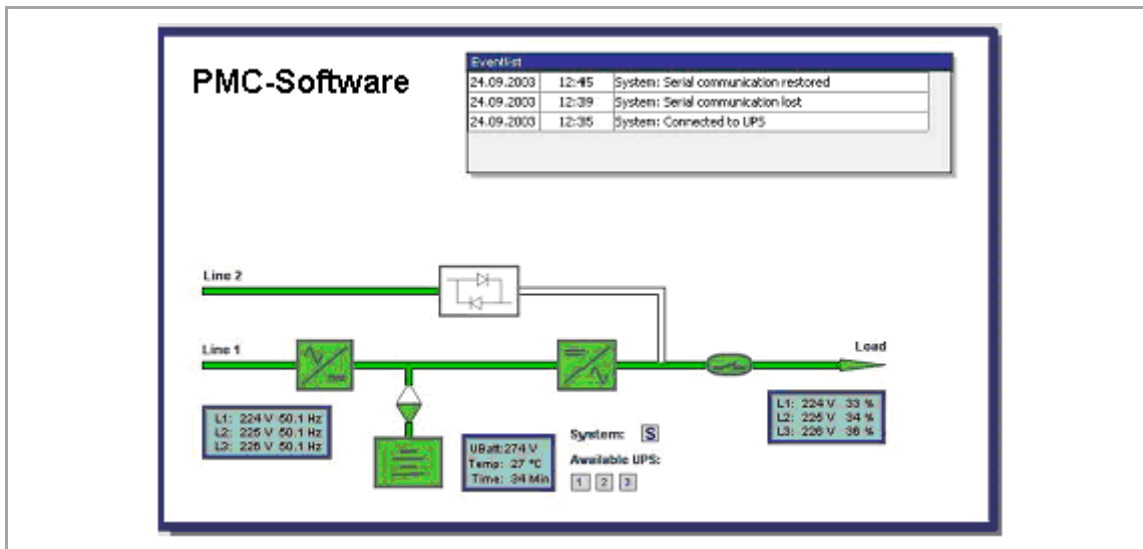 PMC-Software
Eventlist
24.09.2003 12:45 System: Serial communication restored
24.09.2003 12:39 System: Serial communication lost
24.09.2003 12:35 System: Connected to UPS
Line 2
Line 1
Load
L1: 224 V 50,1 Hz
L2: 225 V 50,1 Hz
L3: 226 V 50,1 Hz
UBatt: 274 V
Temp: 27 °C
Time: 34 Min
System: S
Available UPS:
1 2 3
L1: 224 V 33 %
L2: 225 V 34 %
L3: 226 V 36 %